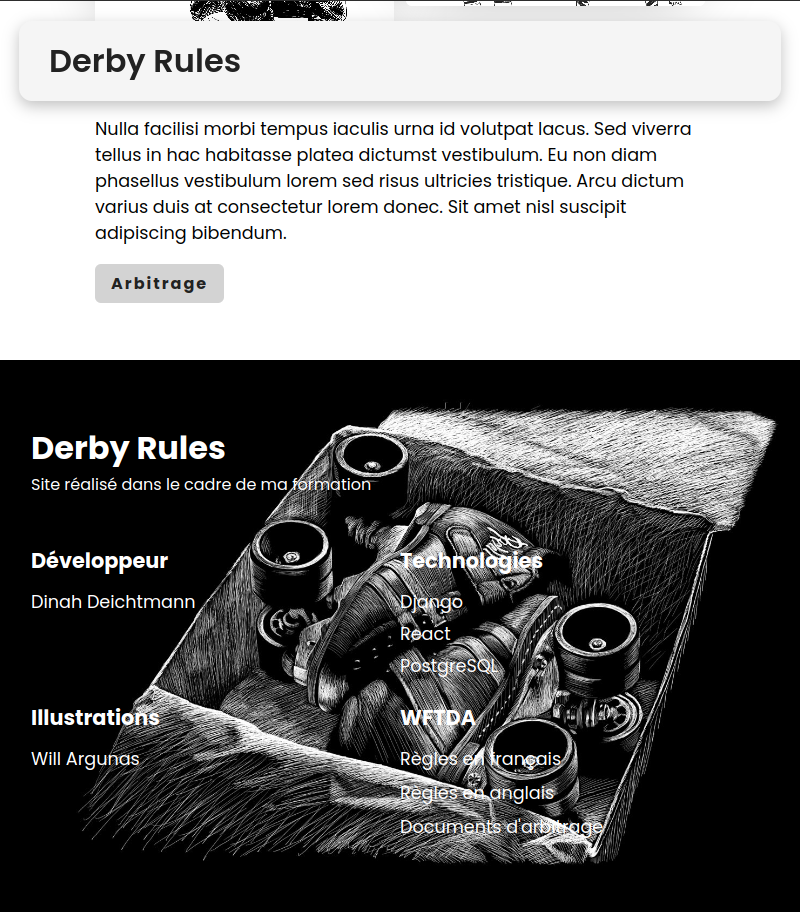 Derby Rules
Nulla facilisi morbi tempus iaculis urna id volutpat lacus. Sed viverra
tellus in hac habitasse platea dictumst vestibulum. Eu non diam
phasellus vestibulum lorem sed risus ultricies tristique. Arcu dictum
varius duis at consectetur lorem donec. Sit amet nisl suscipit
adipiscing bibendum.
Arbitrage
Derby Rules
Site réalisé dans le cadre de ma formation
Développeur
Dinah Deichtmann
Technologies
Django
React
PostgreSQL
Illustrations
Will Argunas
WFTDA
Règles en français
Règles en anglais
Documents d'arbitrage